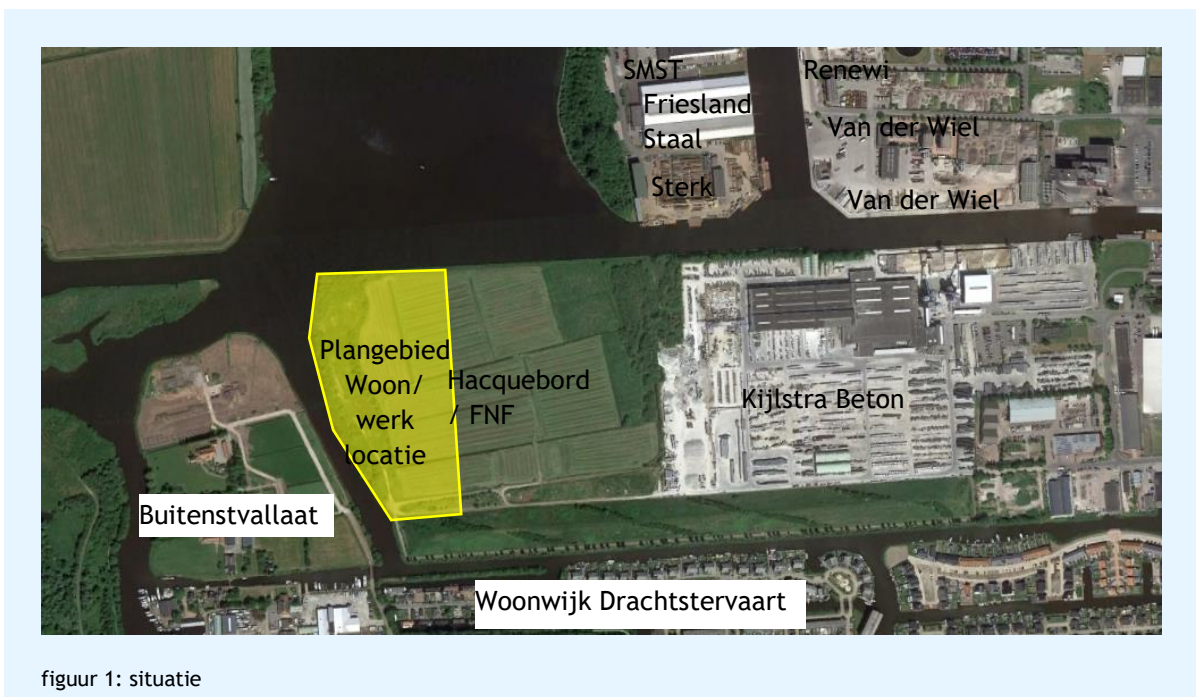 SMST
Renewi
Friesland
Staal
Van der Wiel
Sterk
Van der Wiel
Plangebied
Woon/
werk
locatie
Hacquebord
/ FNF
Kijlstra Beton
Buitenstvallaat
Woonwijk Drachtstervaart
figuur 1: situatie